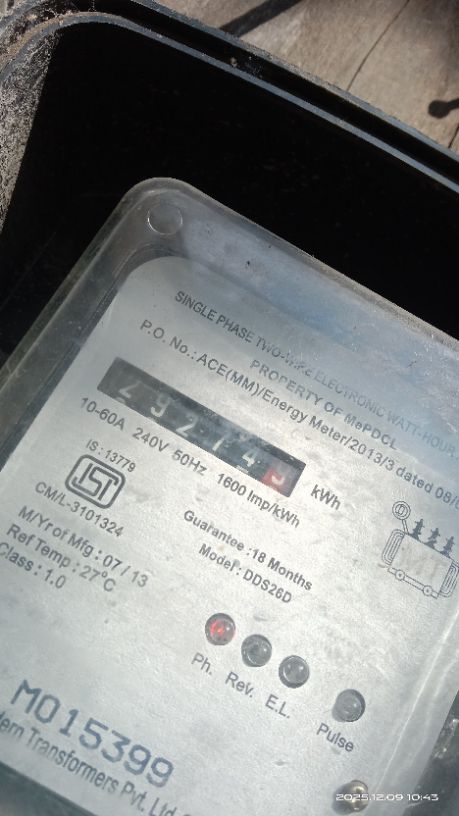 SINGLE PHASE TWO-WIRE ELECTRONIC WATT-HOUR
PROPERTY OF MePDCL
P.O. No.: ACE(MM)/Energy Meter/2013/3 dated 08/
92749
kWh
10-60A 240V 50Hz 1600 Imp/kWh
IS : 13779
ISI
CM/L-3101324
Guarantee : 18 Months
M/Yr of Mfg : 07 / 13
Model : DDS26D
Ref Temp : 27°C
Class : 1.0
Ph. Rev. E.L. Pulse
M015399
Transformers Pvt. Ltd.
2025.12.09 10:43